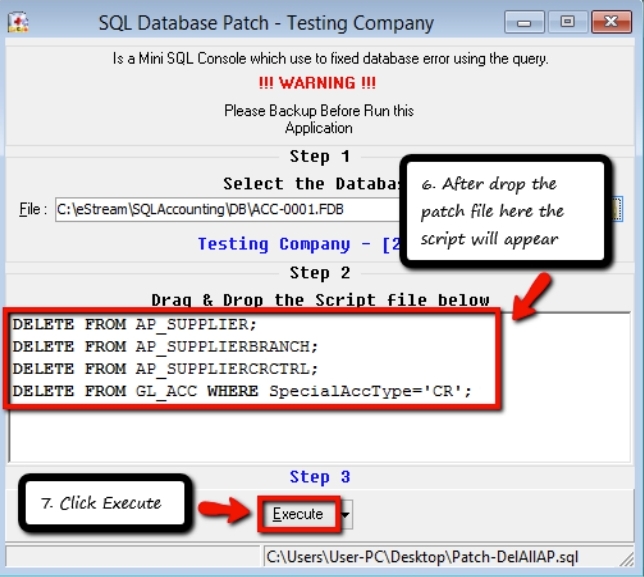 SQL Database Patch - Testing Company
Is a Mini SQL Console which use to fixed database error using the query.
!!! WARNING !!!
Please Backup Before Run this
Application
Step 1
Select the Databas
File : C:\eStream\SQLAccounting\DB\ACC-0001.FDB
Testing Company - [2
6. After drop the
patch file here the
script will appear
Step 2
Drag & Drop the Script file below
DELETE FROM AP_SUPPLIER;
DELETE FROM AP_SUPPLIERBRANCH;
DELETE FROM AP_SUPPLIERCRCTRL;
DELETE FROM GL_ACC WHERE SpecialAccType='CR';
Step 3
7. Click Execute
Execute
C:\Users\User-PC\Desktop\Patch-DelAllAP.sql